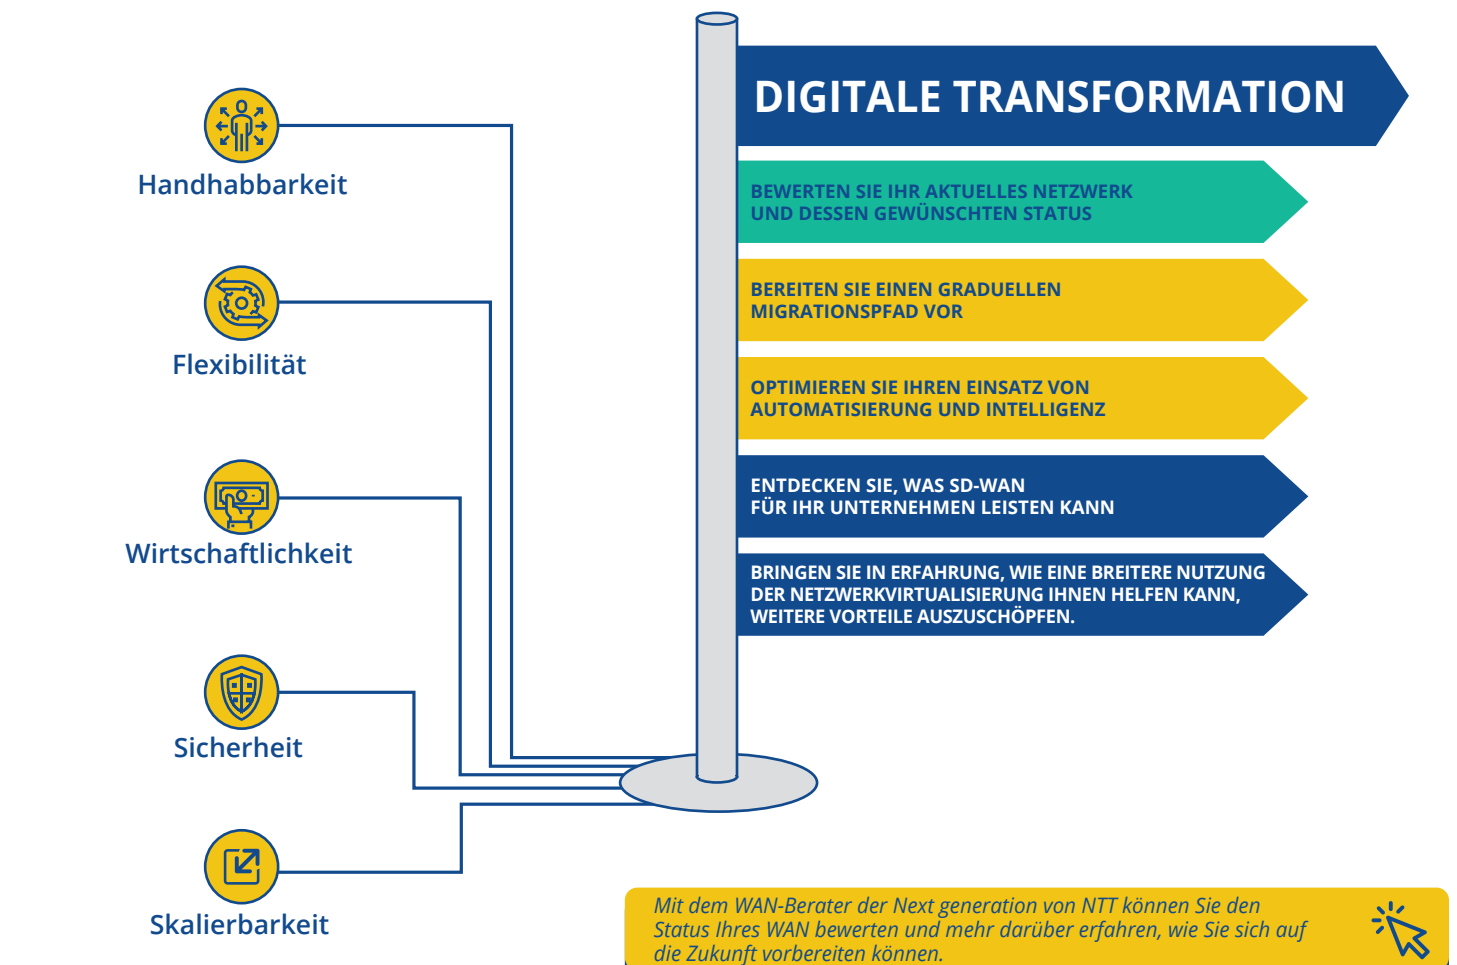 Handhabbarkeit
Flexibilität
Wirtschaftlichkeit
Sicherheit
Skalierbarkeit
DIGITALE TRANSFORMATION
BEWERTEN SIE IHR AKTUELLES NETZWERK
UND DESSEN GEWÜNSCHTEN STATUS
BEREITEN SIE EINEN GRADUELLEN
MIGRATIONSPFAD VOR
OPTIMIEREN SIE IHREN EINSATZ VON
AUTOMATISIERUNG UND INTELLIGENZ
ENTDECKEN SIE, WAS SD-WAN
FÜR IHR UNTERNEHMEN LEISTEN KANN
BRINGEN SIE IN ERFAHRUNG, WIE EINE BREITERE NUTZUNG
DER NETZWERKVIRTUALISIERUNG IHNEN HELFEN KANN,
WEITERE VORTEILE AUSZUSCHÖPFEN.
Mit dem WAN-Berater der Next generation von NTT können Sie den
Status Ihres WAN bewerten und mehr darüber erfahren, wie Sie sich auf
die Zukunft vorbereiten können.